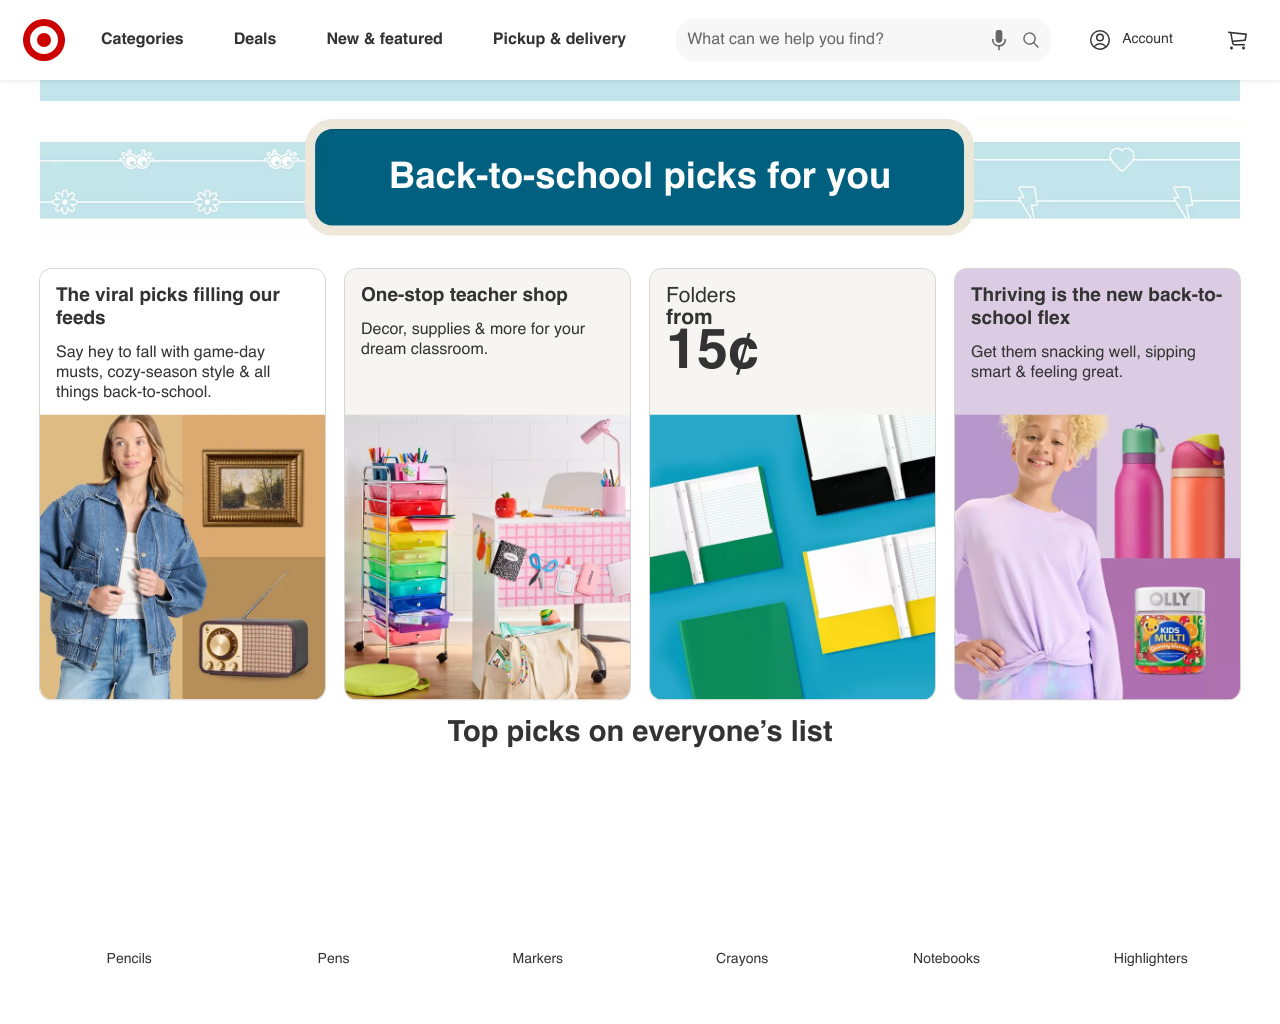 Categories
Deals
New & featured
Pickup & delivery
What can we help you find?
Account
Back-to-school picks for you
The viral picks filling our
feeds
Say hey to fall with game-day
musts, cozy-season style & all
things back-to-school.
One-stop teacher shop
Decor, supplies & more for your
dream classroom.
Folders
from
15¢
Thriving is the new back-to-
school flex
Get them snacking well, sipping
smart & feeling great.
OLLY
KIDS
MULTI
Top picks on everyone’s list
Pencils
Pens
Markers
Crayons
Notebooks
Highlighters